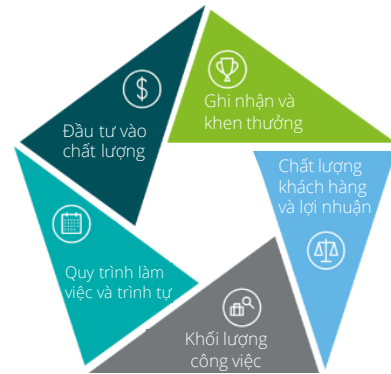 Ghi nhận và
khen thưởng
Đầu tư vào
chất lượng
Chất lượng
khách hàng
và lợi nhuận
Quy trình làm
việc và trình tự
Khối lượng
công việc